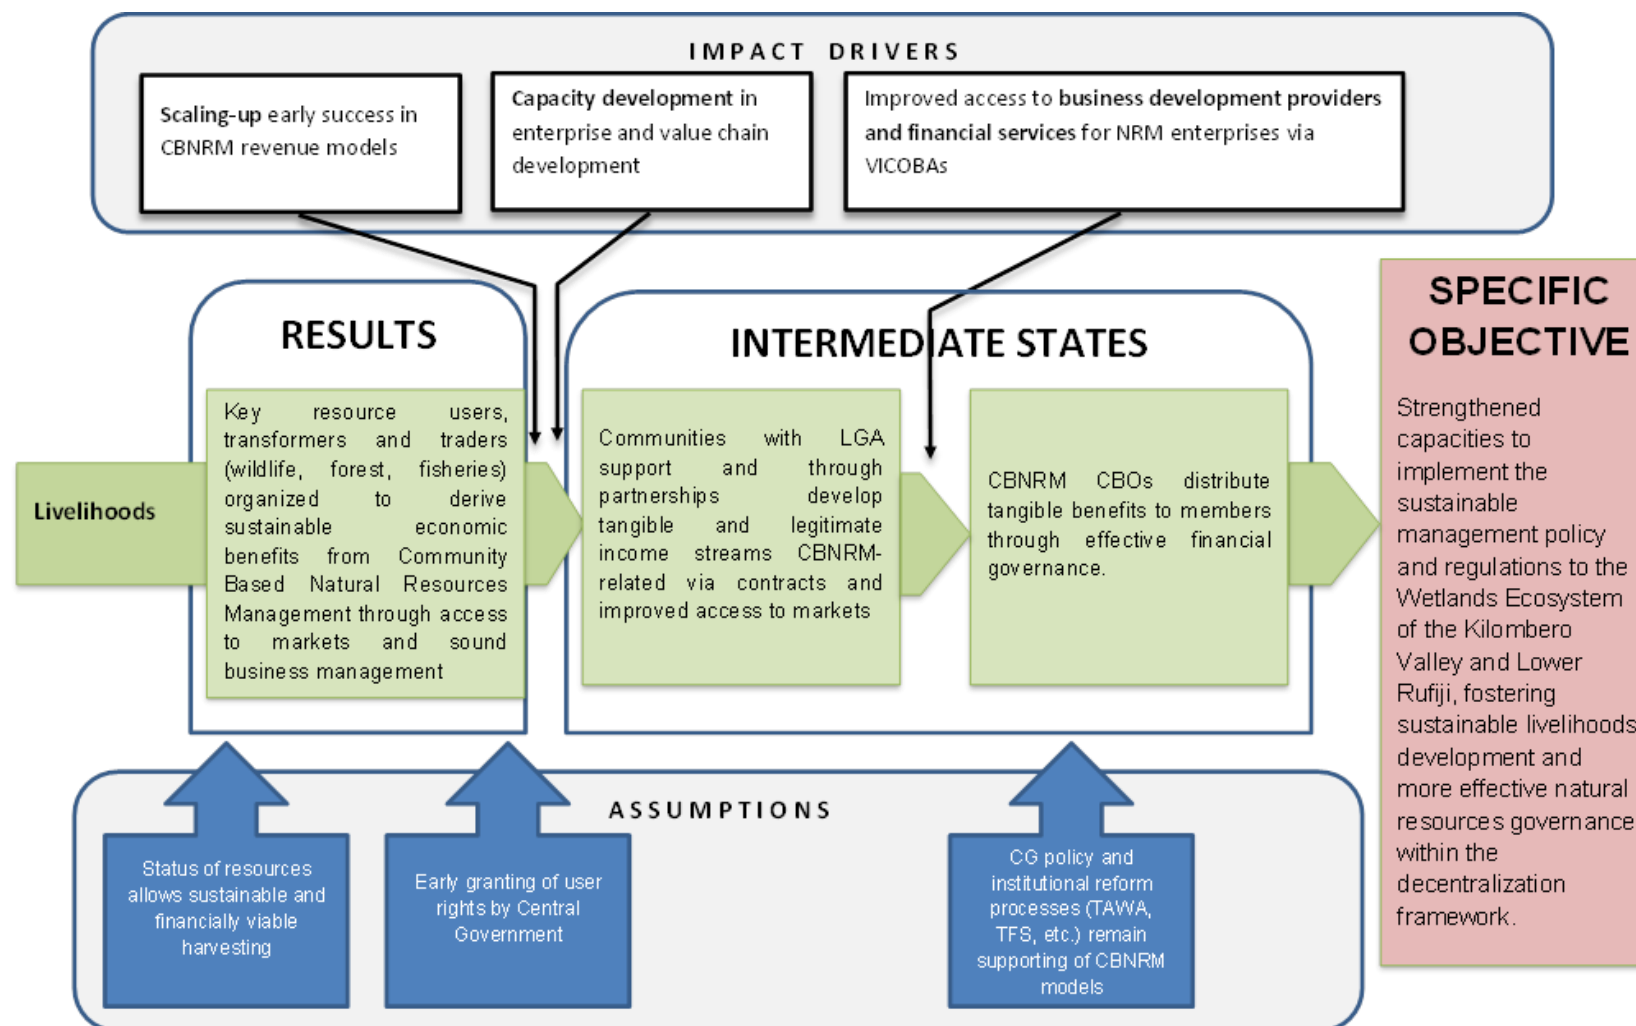 IMPACT DRIVERS
Scaling-up early success in
CBNRM revenue models
Capacity development in
enterprise and value chain
development
Improved access to business development providers
and financial services for NRM enterprises via
VICOBAs
RESULTS
INTERMEDIATE STATES
SPECIFIC
OBJECTIVE
Livelihoods
Key resource users,
transformers and traders
(wildlife, forest, fisheries)
organized to derive
sustainable economic
benefits from Community
Based Natural Resources
Management through access
to markets and sound
business management
Communities with LGA
support and through
partnerships develop
tangible and legitimate
income streams CBNRM-
related via contracts and
improved access to markets
CBNRM CBOs distribute
tangible benefits to members
through effective financial
governance.
Strengthened
capacities to
implement the
sustainable
management policy
and regulations to the
Wetlands Ecosystem
of the Kilombero
Valley and Lower
Rufiji, fostering
sustainable livelihoods
development and
more effective natural
resources governance
within the
decentralization
framework.
ASSUMPTIONS
Status of resources
allows sustainable and
financially viable
harvesting
Early granting of user
rights by Central
Government
CG policy and
institutional reform
processes (TAWA,
TFS, etc.) remain
supporting of CBNRM
models